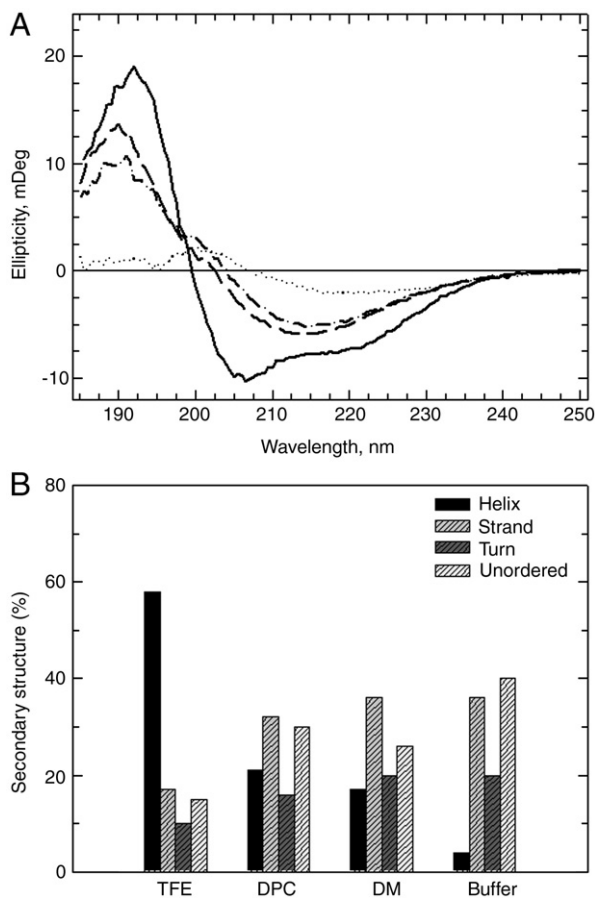 A
20
10
0
-10
Ellipticity, mDeg
190 200 210 220 230 240 250
Wavelength, nm
B
80
60
40
20
0
Secondary structure (%)
Helix
Strand
Turn
Unordered
TFE DPC DM Buffer